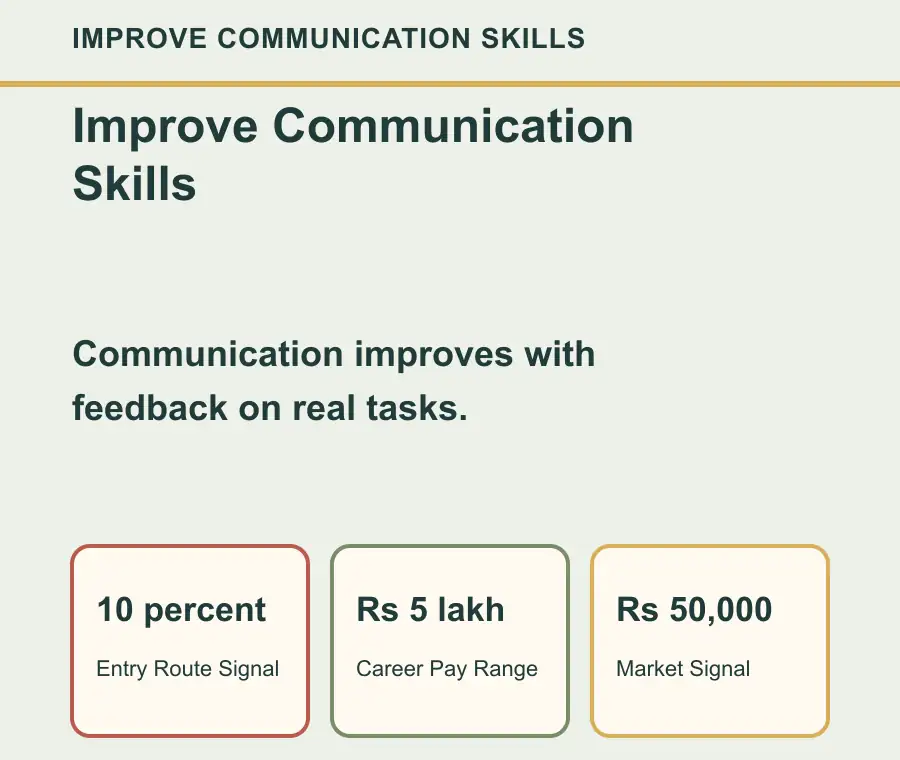 IMPROVE COMMUNICATION SKILLS
Improve Communication
Skills
Communication improves with
feedback on real tasks.
10 percent
Entry Route Signal
Rs 5 lakh
Career Pay Range
Rs 50,000
Market Signal